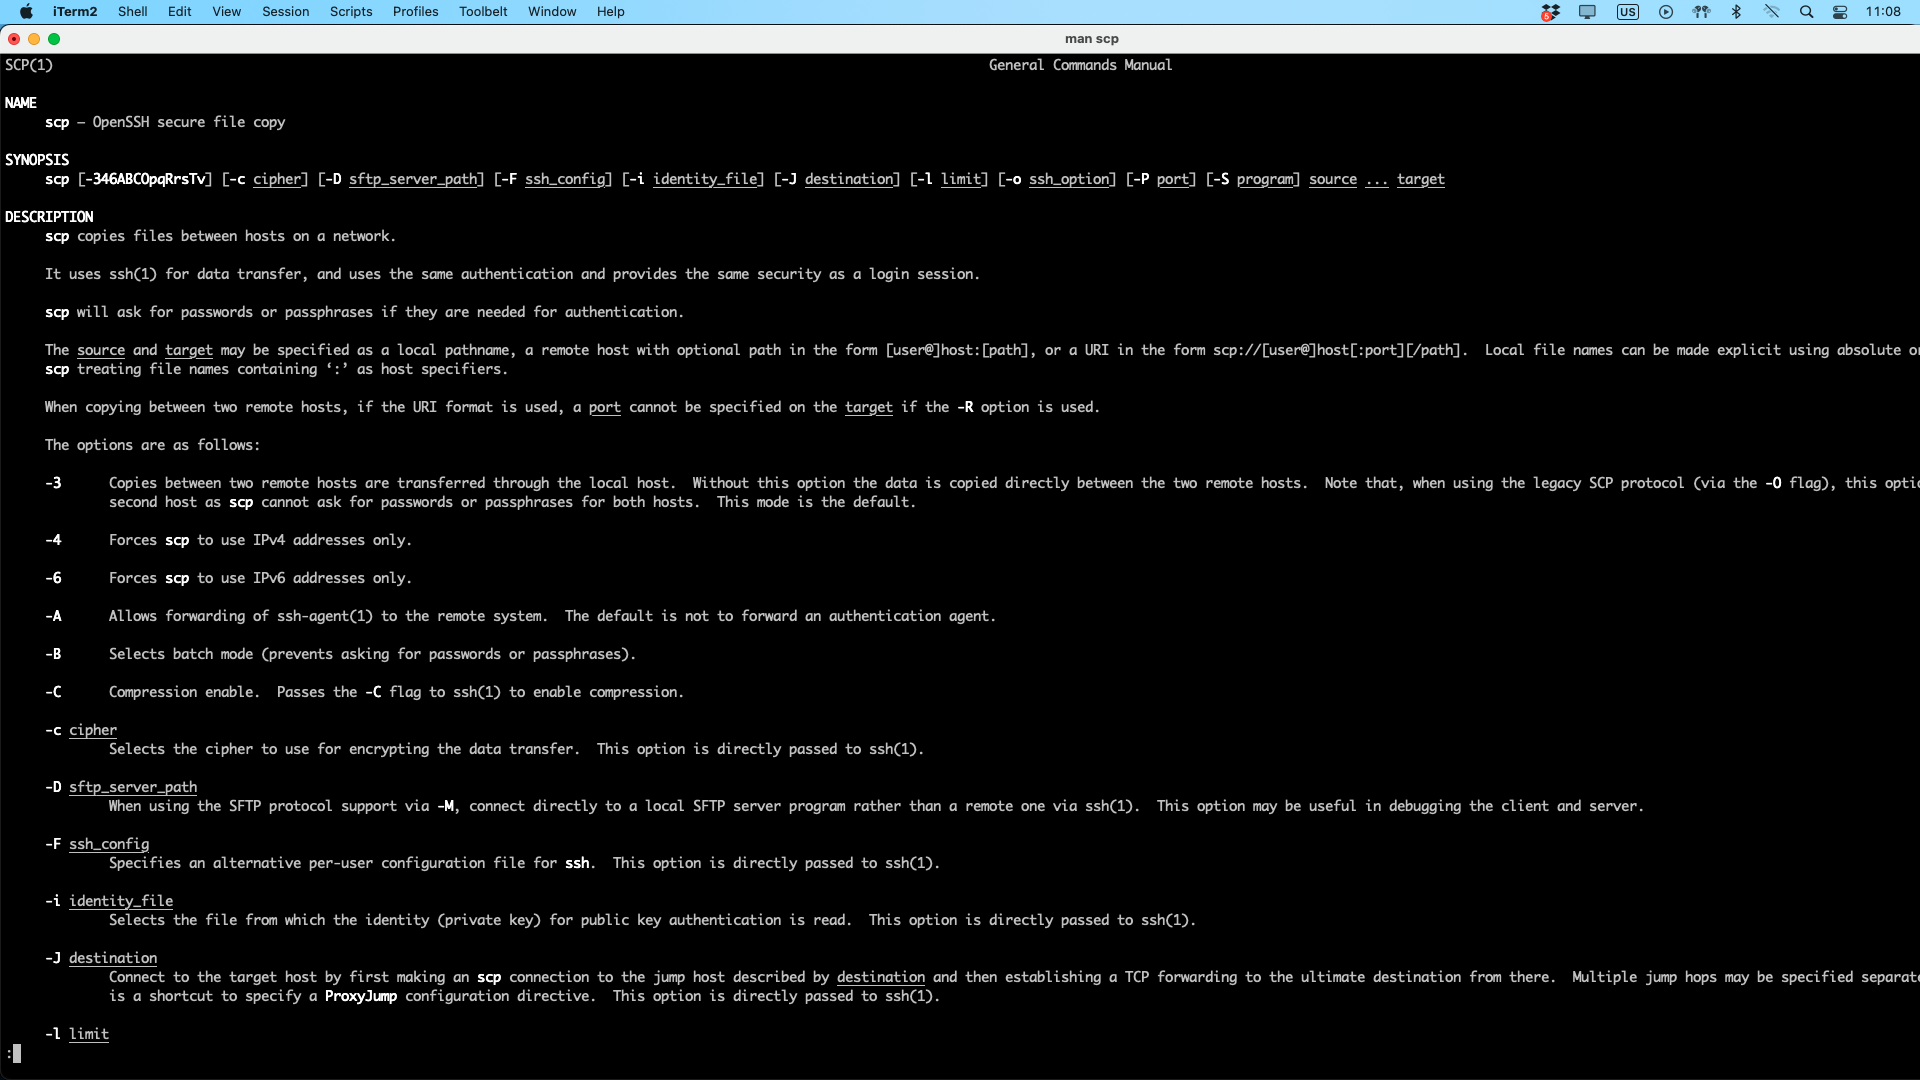 iTerm2 Shell Edit View Session Scripts Profiles Toolbelt Window Help 5 US 11:08
man scp
SCP(1) General Commands Manual
NAME
scp – OpenSSH secure file copy
SYNOPSIS
scp [-346ABCOpqRrsTv] [-c cipher] [-D sftp_server_path] [-F ssh_config] [-i identity_file] [-J destination] [-l limit] [-o ssh_option] [-P port] [-S program] source ... target
DESCRIPTION
scp copies files between hosts on a network.
It uses ssh(1) for data transfer, and uses the same authentication and provides the same security as a login session.
scp will ask for passwords or passphrases if they are needed for authentication.
The source and target may be specified as a local pathname, a remote host with optional path in the form [user@]host:[path], or a URI in the form scp://[user@]host[:port][/path].  Local file names can be made explicit using absolute o
scp treating file names containing ‘:’ as host specifiers.
When copying between two remote hosts, if the URI format is used, a port cannot be specified on the target if the -R option is used.
The options are as follows:
-3 Copies between two remote hosts are transferred through the local host.  Without this option the data is copied directly between the two remote hosts.  Note that, when using the legacy SCP protocol (via the -O flag), this optio
second host as scp cannot ask for passwords or passphrases for both hosts.  This mode is the default.
-4 Forces scp to use IPv4 addresses only.
-6 Forces scp to use IPv6 addresses only.
-A Allows forwarding of ssh-agent(1) to the remote system.  The default is not to forward an authentication agent.
-B Selects batch mode (prevents asking for passwords or passphrases).
-C Compression enable.  Passes the -C flag to ssh(1) to enable compression.
-c cipher
Selects the cipher to use for encrypting the data transfer.  This option is directly passed to ssh(1).
-D sftp_server_path
When using the SFTP protocol support via -M, connect directly to a local SFTP server program rather than a remote one via ssh(1).  This option may be useful in debugging the client and server.
-F ssh_config
Specifies an alternative per-user configuration file for ssh.  This option is directly passed to ssh(1).
-i identity_file
Selects the file from which the identity (private key) for public key authentication is read.  This option is directly passed to ssh(1).
-J destination
Connect to the target host by first making an scp connection to the jump host described by destination and then establishing a TCP forwarding to the ultimate destination from there.  Multiple jump hops may be specified separate
is a shortcut to specify a ProxyJump configuration directive.  This option is directly passed to ssh(1).
-l limit
: